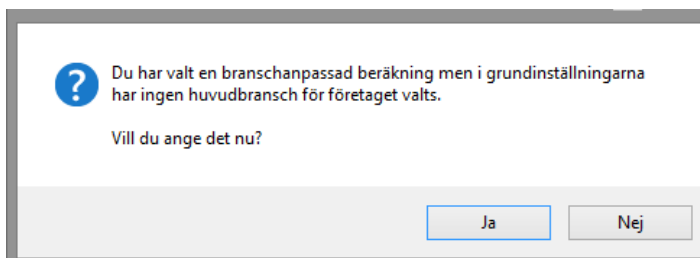 Du har valt en branschanpassad beräkning men i grundinställningarna
har ingen huvudbransch för företaget valts.
Vill du ange det nu?
Ja
Nej